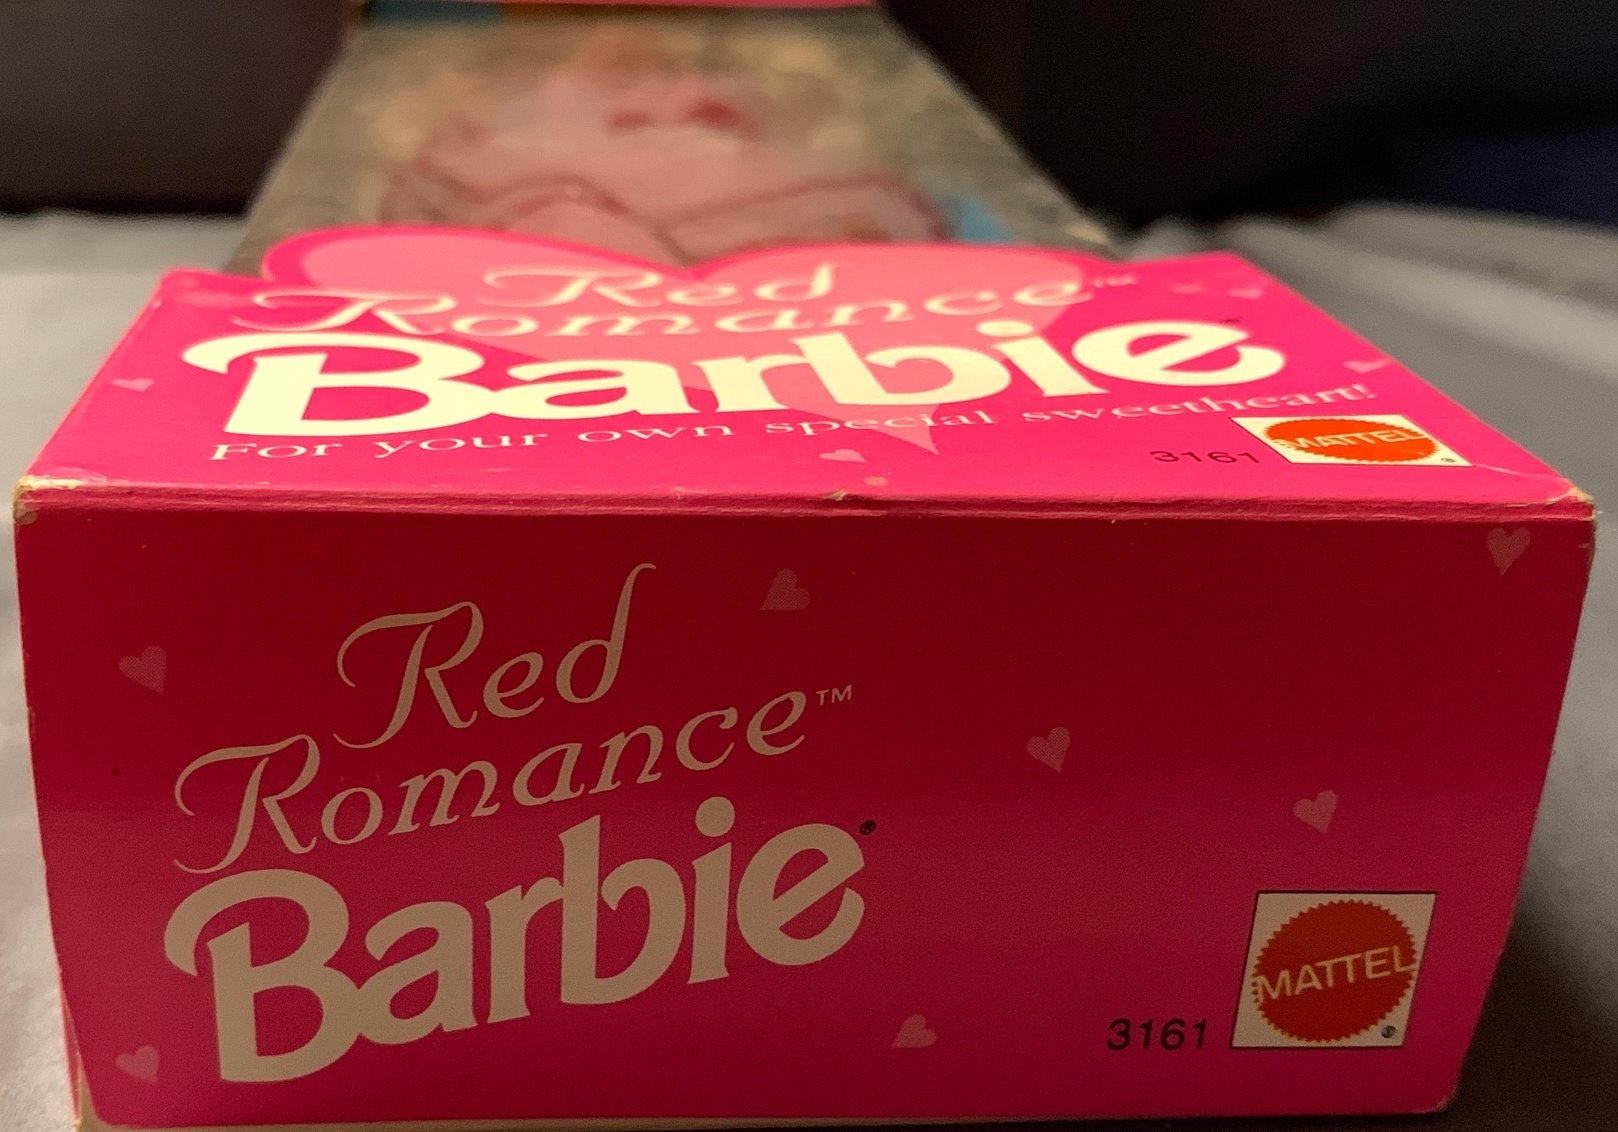 Red
Romance™
Barbie®
For your own special sweetheart!
3161
MATTEL®
Red
Romance™
Barbie®
3161
MATTEL®